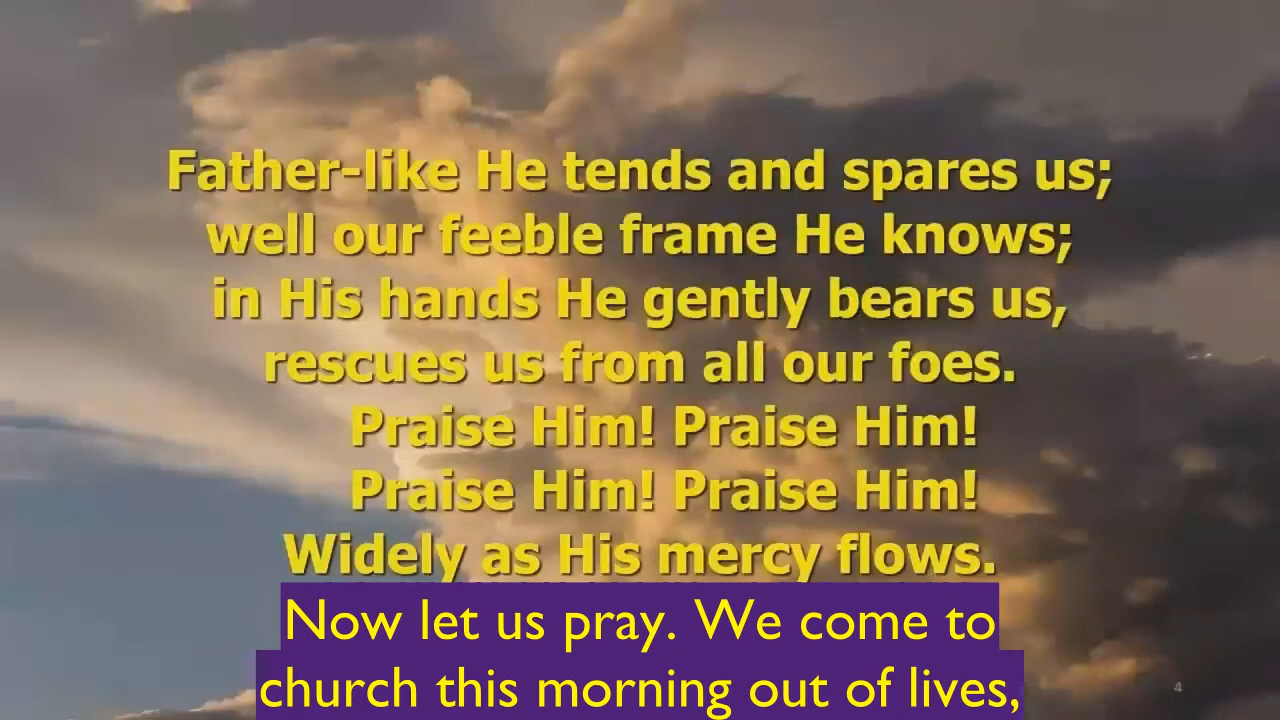 Father-like He tends and spares us;
well our feeble frame He knows;
in His hands He gently bears us,
rescues us from all our foes.
Praise Him! Praise Him!
Praise Him! Praise Him!
Widely as His mercy flows.
Now let us pray. We come to
church this morning out of lives,
4